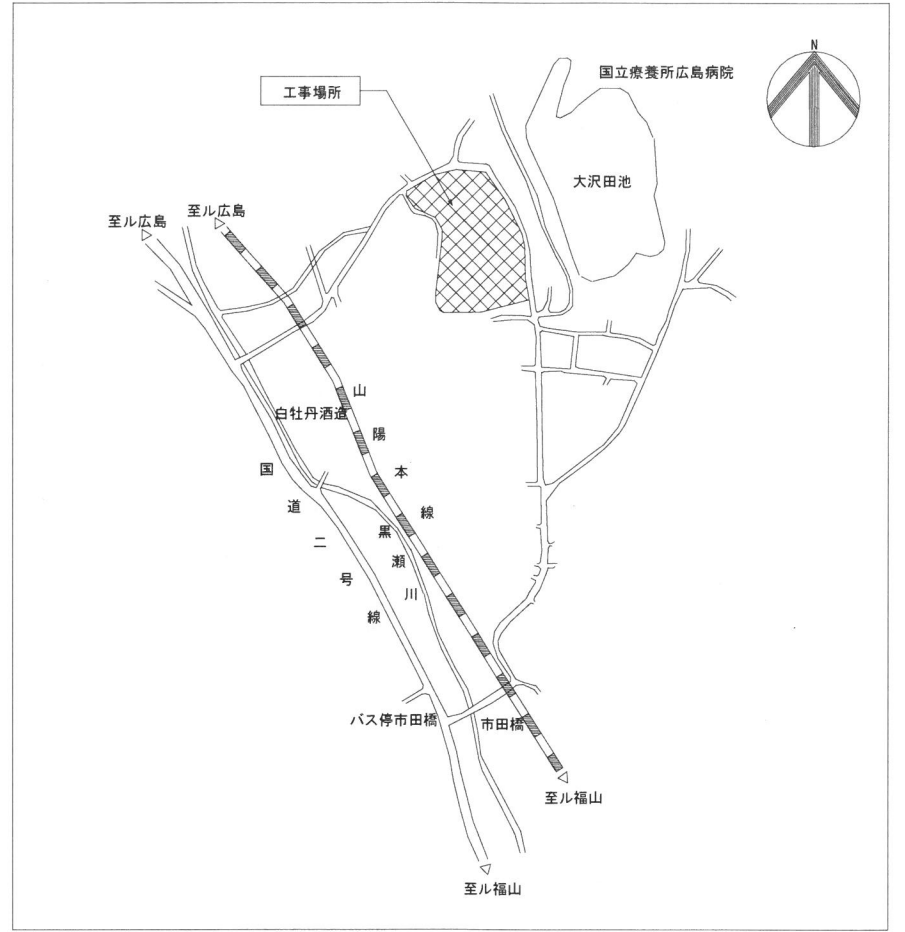 N
国立療養所広島病院
工事場所
大沢田池
至ル広島
至ル広島
白牡丹酒造
山陽本線
国道二号線
黒瀬川
バス停市田橋
市田橋
至ル福山
至ル福山